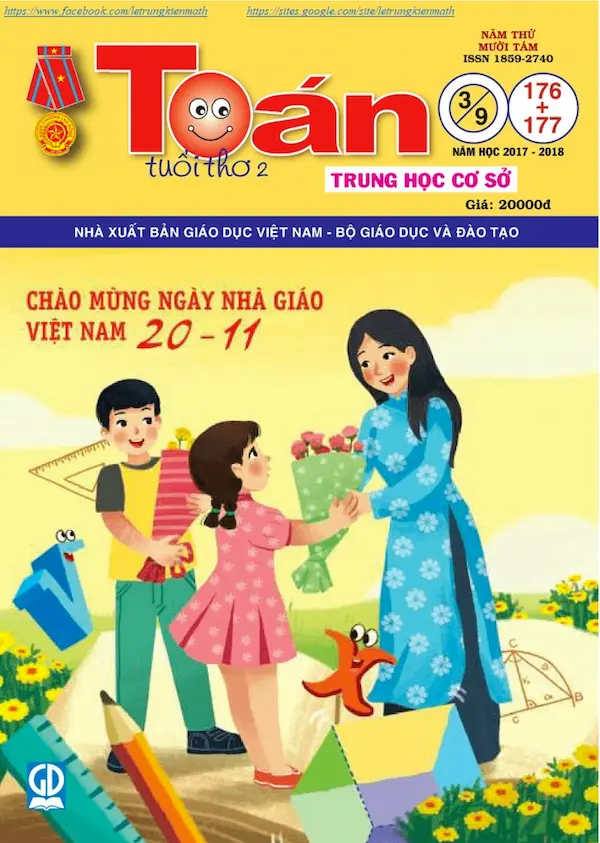 https://www.facebook.com/letrungkienmath
https://sites.google.com/site/letrungkienmath
NĂM THỨ
MƯỜI TÁM
ISSN 1859-2740
Toán
tuổi thơ 2
3/9
176
+
177
NĂM HỌC 2017 - 2018
TRUNG HỌC CƠ SỞ
Giá: 20000đ
NHÀ XUẤT BẢN GIÁO DỤC VIỆT NAM - BỘ GIÁO DỤC VÀ ĐÀO TẠO
CHÀO MỪNG NGÀY NHÀ GIÁO
VIỆT NAM 20 - 11
C
A
B
GD